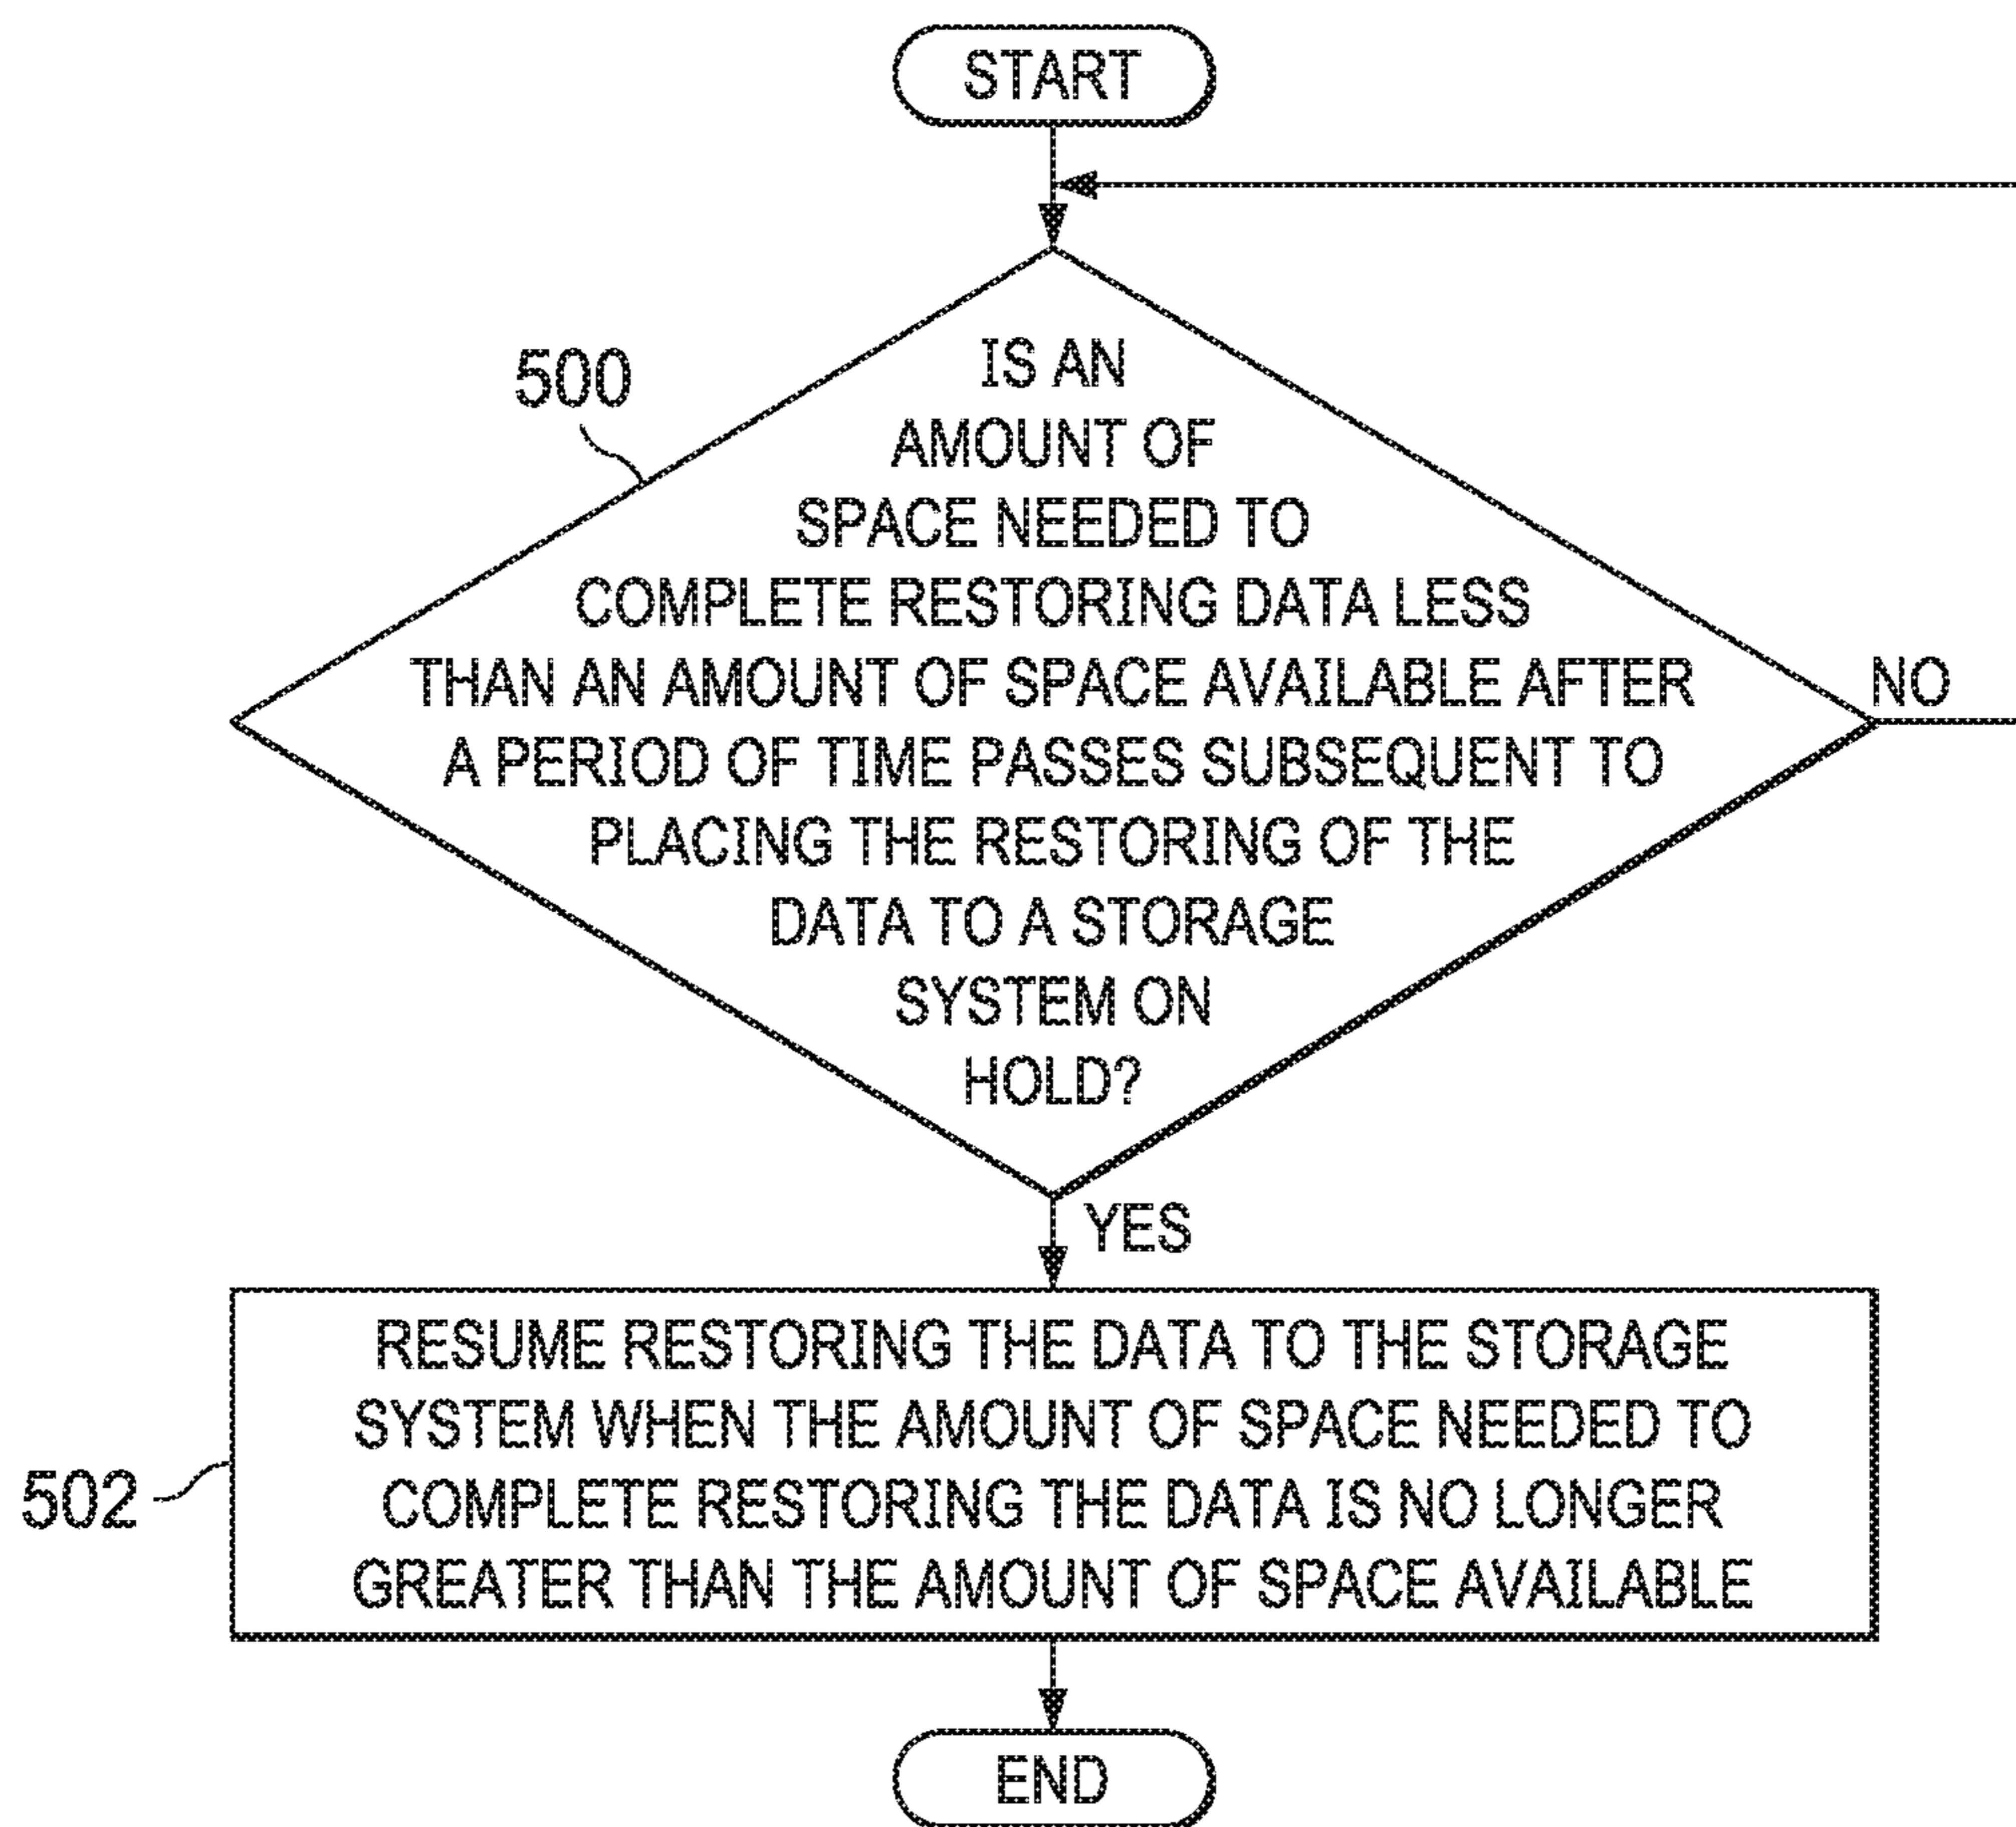 START
500
IS AN
AMOUNT OF
SPACE NEEDED TO
COMPLETE RESTORING DATA LESS
THAN AN AMOUNT OF SPACE AVAILABLE AFTER
A PERIOD OF TIME PASSES SUBSEQUENT TO
PLACING THE RESTORING OF THE
DATA TO A STORAGE
SYSTEM ON
HOLD?
NO
YES
502
RESUME RESTORING THE DATA TO THE STORAGE
SYSTEM WHEN THE AMOUNT OF SPACE NEEDED TO
COMPLETE RESTORING THE DATA IS NO LONGER
GREATER THAN THE AMOUNT OF SPACE AVAILABLE
END